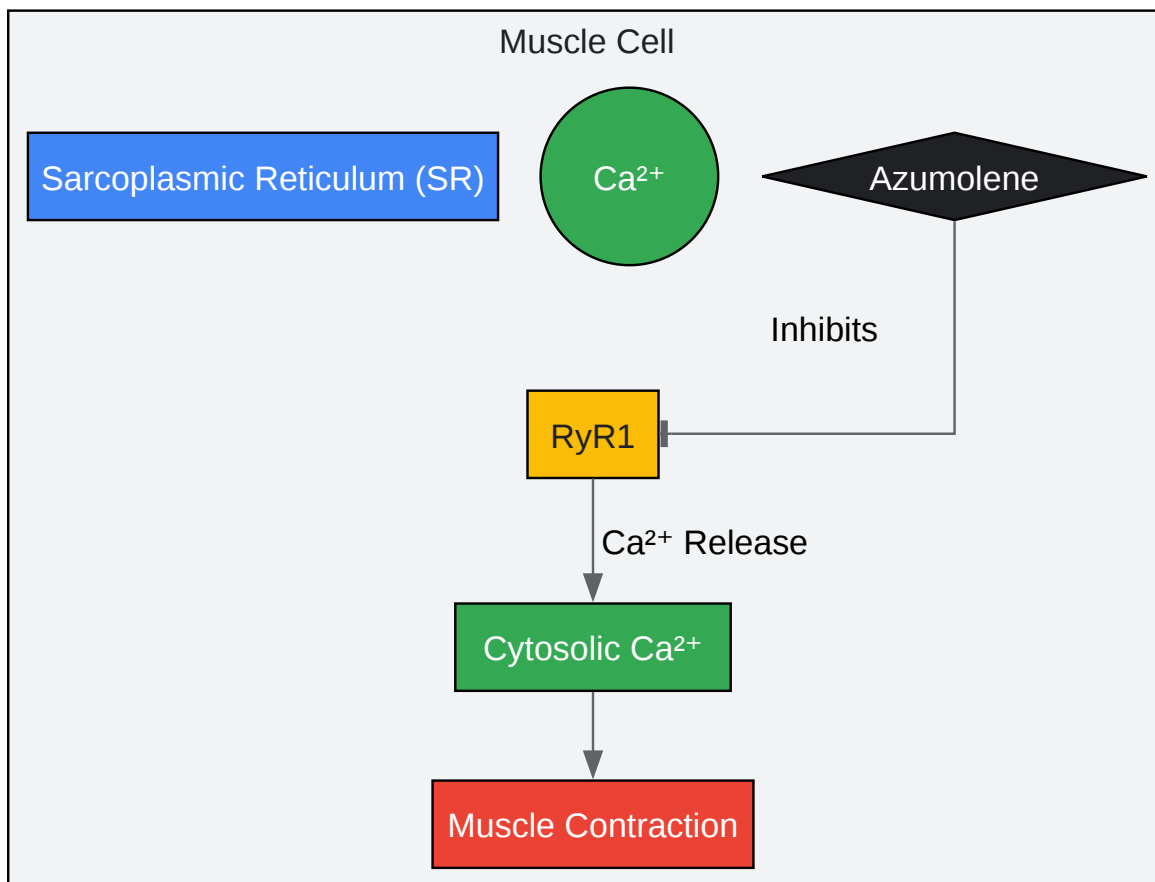 Muscle Cell
Sarcoplasmic Reticulum (SR)
Ca²⁺
Azumolene
Inhibits
RyR1
Ca²⁺ Release
Cytosolic Ca²⁺
Muscle Contraction